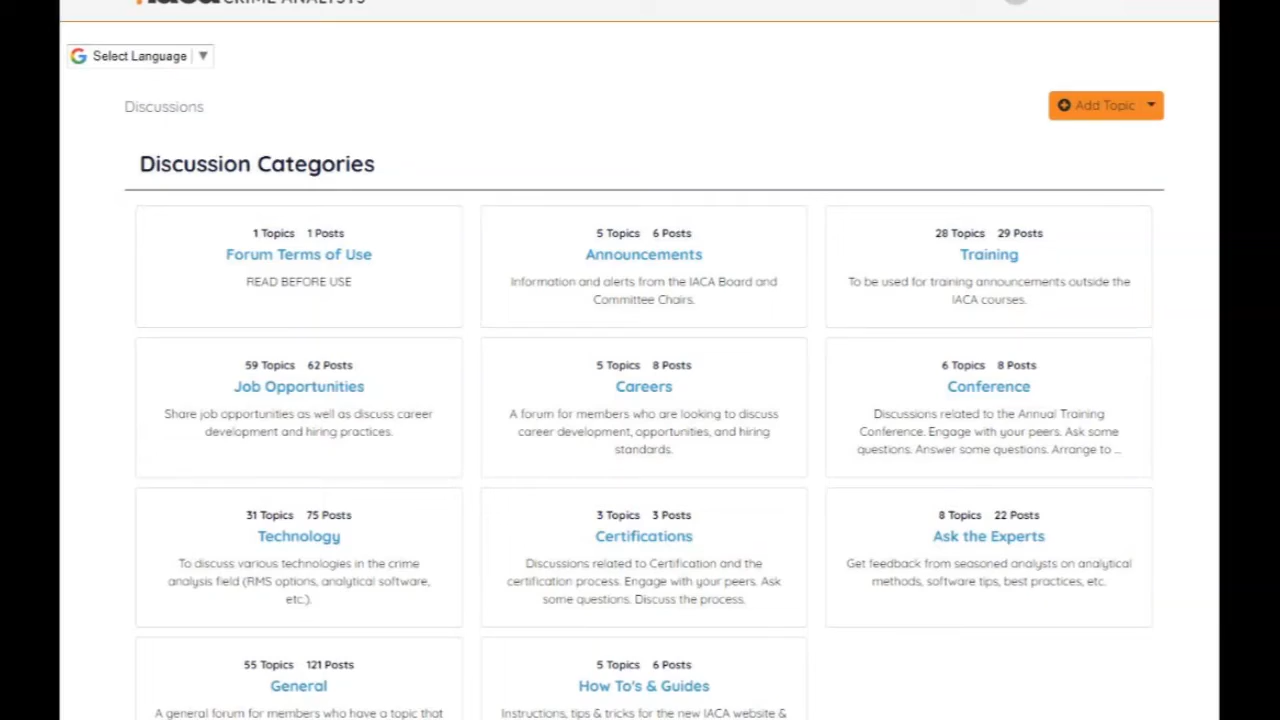 CRIME ANALYSTS
Select Language ▼
Discussions
Add Topic
Discussion Categories
1 Topics 1 Posts
Forum Terms of Use
READ BEFORE USE
5 Topics 6 Posts
Announcements
Information and alerts from the IACA Board and
Committee Chairs.
28 Topics 29 Posts
Training
To be used for training announcements outside the
IACA courses.
59 Topics 62 Posts
Job Opportunities
Share job opportunities as well as discuss career
development and hiring practices.
5 Topics 8 Posts
Careers
A forum for members who are looking to discuss
career development, opportunities, and hiring
standards.
6 Topics 8 Posts
Conference
Discussions related to the Annual Training
Conference. Engage with your peers. Ask some
questions. Answer some questions. Arrange to ...
31 Topics 75 Posts
Technology
To discuss various technologies in the crime
analysis field (RMS options, analytical software,
etc.).
3 Topics 3 Posts
Certifications
Discussions related to Certification and the
certification process. Engage with your peers. Ask
some questions. Discuss the process.
8 Topics 22 Posts
Ask the Experts
Get feedback from seasoned analysts on analytical
methods, software tips, best practices, etc.
55 Topics 121 Posts
General
A general forum for members who have a topic that
5 Topics 6 Posts
How To's & Guides
Instructions, tips & tricks for the new IACA website &